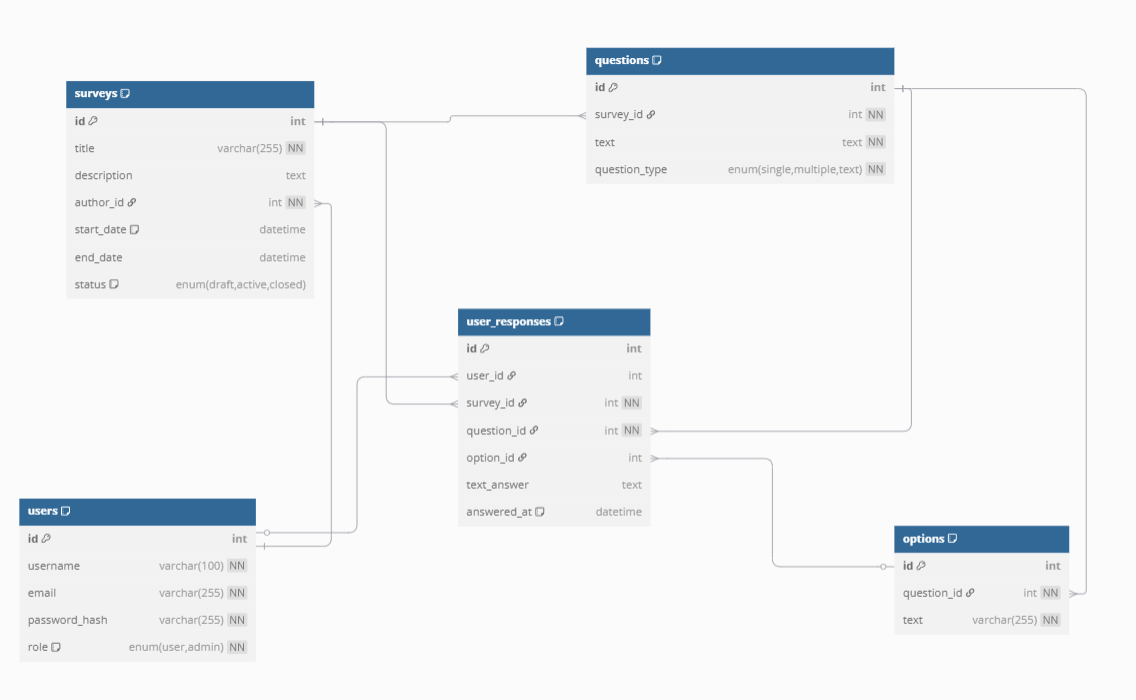 surveys
id int
title varchar(255) NN
description text
author_id int NN
start_date datetime
end_date datetime
status enum(draft,active,closed)
questions
id int
survey_id int NN
text text NN
question_type enum(single,multiple,text) NN
user_responses
id int
user_id int
survey_id int NN
question_id int NN
option_id int
text_answer text
answered_at datetime
users
id int
username varchar(100) NN
email varchar(255) NN
password_hash varchar(255) NN
role enum(user,admin) NN
options
id int
question_id int NN
text varchar(255) NN